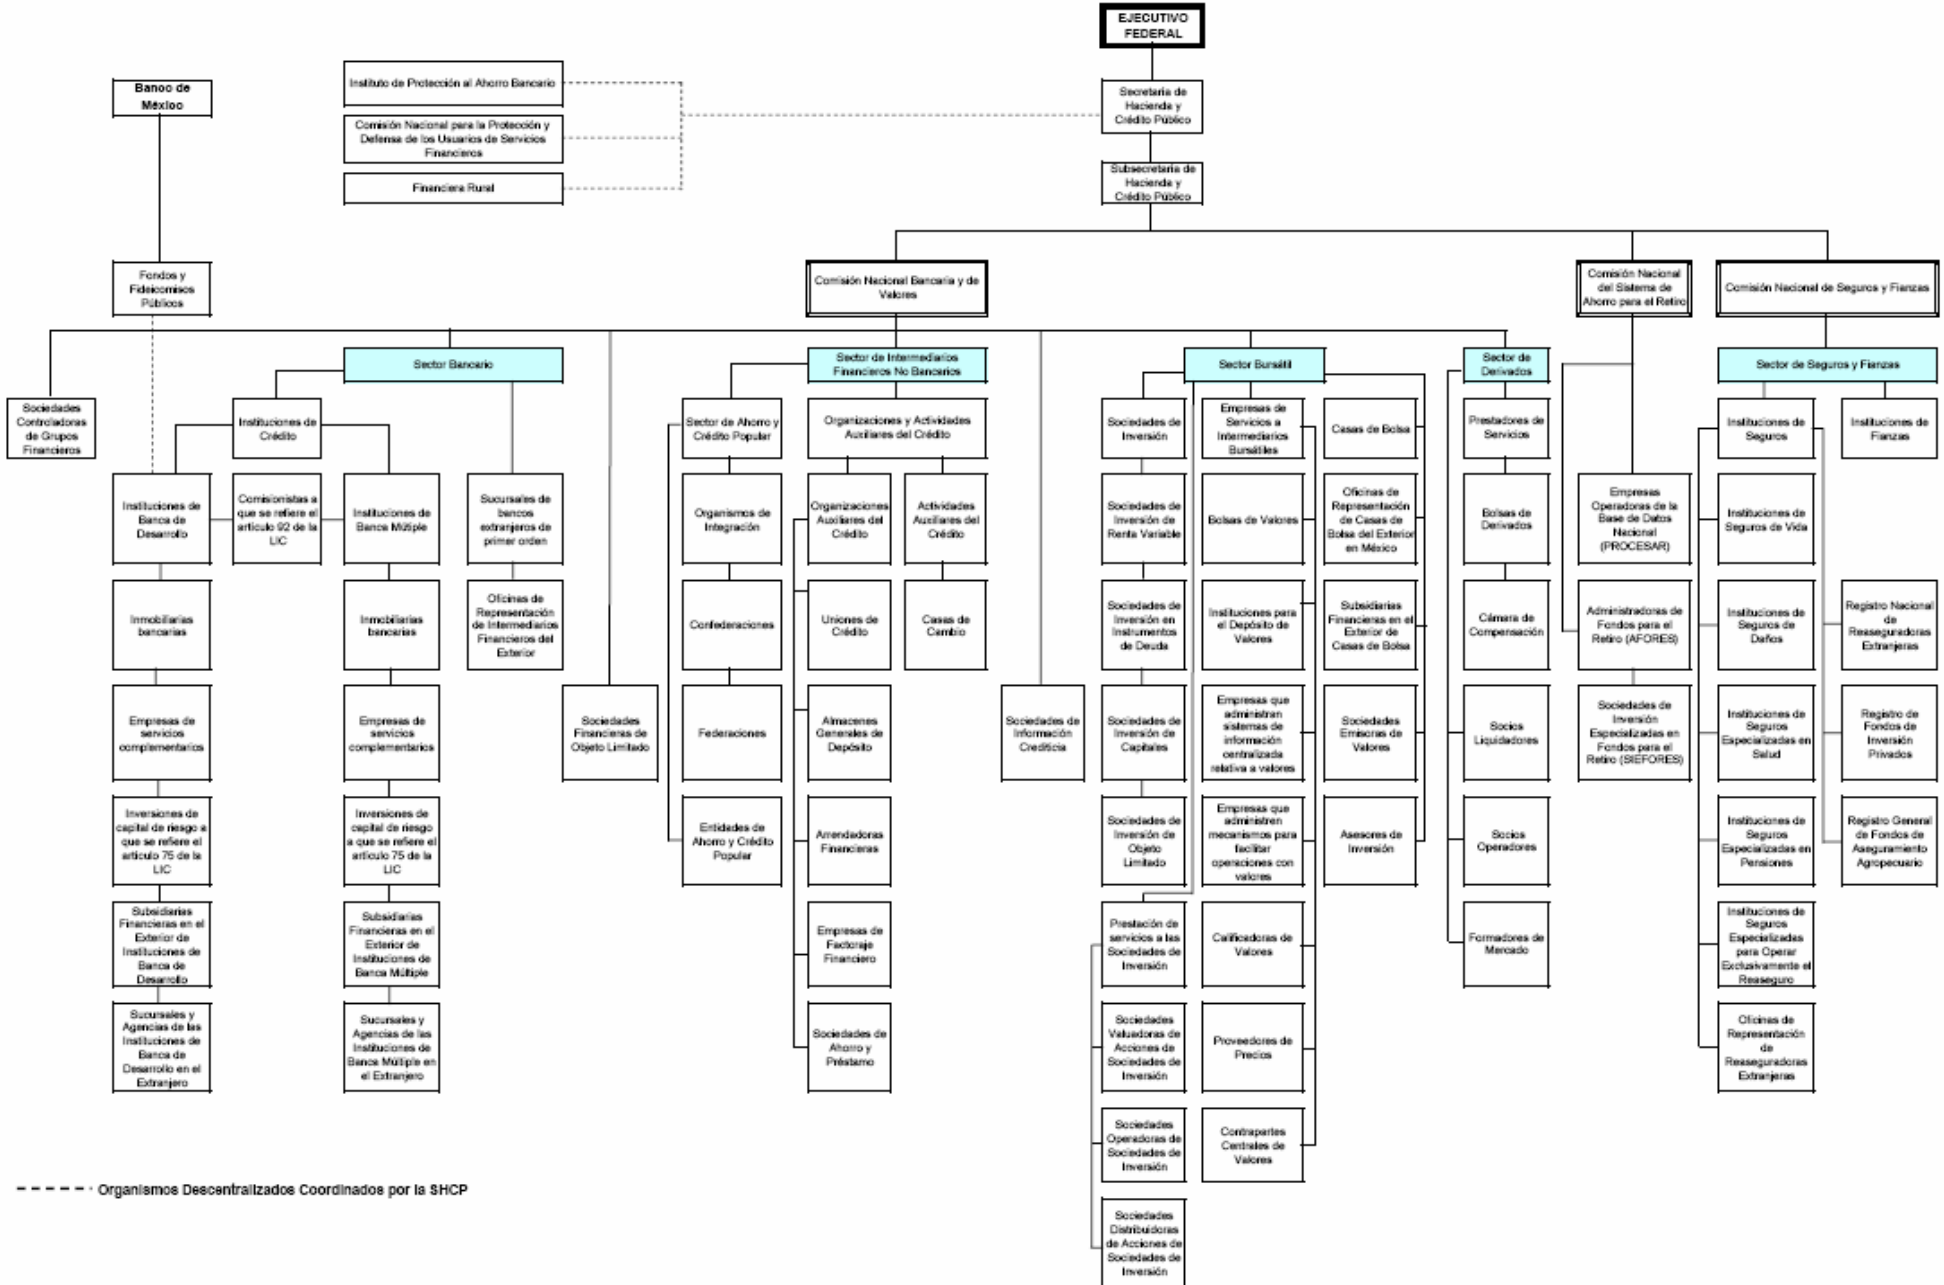 EJECUTIVO
FEDERAL
Banco de
México
Instituto de Protección al Ahorro Bancario
Comisión Nacional para la Protección y
Defensa de los Usuarios de Servicios
Financieros
Financiera Rural
Secretaria de
Hacienda y
Crédito Público
Subsecretaria de
Hacienda y
Crédito Público
Fondos y
Fideicomisos
Públicos
Comisión Nacional Bancaria y de
Valores
Comisión Nacional
del Sistema de
Ahorro para el Retiro
Comisión Nacional de Seguros y Fianzas
Sector Bancario
Sector de Intermediarios
Financieros No Bancarios
Sector Bursátil
Sector de
Derivados
Sector de Seguros y Fianzas
Sociedades
Controladoras
de Grupos
Financieros
Instituciones de
Crédito
Sector de Ahorro y
Crédito Popular
Organizaciones y Actividades
Auxiliares del Crédito
Sociedades
de
Inversión
Empresas de
Servicios a
Intermediarios
Bursátiles
Casas de Bolsa
Prestadores de
Servicios
Instituciones de
Seguros
Instituciones de
Fianzas
Instituciones de
Banca de
Desarrollo
Comisionistas a
que se refiere el
artículo 92 de la
LIC
Instituciones de
Banca Mútiple
Sucursales de
bancos
extranjeros de
primer orden
Organismos de
Integración
Organizaciones
Auxiliares del
Crédito
Actividades
Auxiliares del
Crédito
Sociedades
de
Inversión de
Renta Variable
Bolsas de Valores
Oficinas de
Representación
de Casas de
Bolsa del Exterior
en México
Bolsas de
Derivados
Empresas
Operadoras de la
Base de Datos
Nacional
(PROCESAR)
Instituciones de
Seguros de Vida
Inmobiliarias
bancarias
Inmobiliarias
bancarias
Oficinas de
Representación
de Intermediarios
Financieros del
Exterior
Confederaciones
Uniones de
Crédito
Casas de
Cambio
Sociedades de
Inversión en
Instrumentos
de Deuda
Instituciones para
el Depósito de
Valores
Subsidiarias
Financieras en el
Exterior de
Casas de Bolsa
Cámara de
Compensación
Administradoras de
Fondos para el
Retiro (AFORES)
Instituciones de
Seguros de
Daños
Registro Nacional
de
Reaseguradoras
Extranjeras
Empresas de
servicios
complementarios
Empresas de
servicios
complementarios
Sociedades
Financieras de
Objeto Limitado
Federaciones
Almacenes
Generales de
Depósito
Sociedades de
Información
Crediticia
Sociedades de
Inversión de
Capitales
Empresas que
administran
sistemas de
información
centralizada
relativa a valores
Sociedades
Emisoras de
Valores
Socios
Liquidadores
Sociedades de
Inversión
Especializadas en
Fondos para el
Retiro (SIEFORES)
Instituciones de
Seguros
Especializadas en
Salud
Registro de
Fondos de
Inversión
Privados
Inversiones de
capital de riesgo a
que se refiere el
artículo 75 de la
LIC
Inversiones de
capital de riesgo
a que se refiere el
artículo 75 de la
LIC
Entidades de
Ahorro y Crédito
Popular
Arrendadoras
Financieras
Sociedades de
Inversión de
Objeto
Limitado
Empresas que
administren
mecanismos para
facilitar
operaciones con
valores
Asesores de
Inversión
Socios
Operadores
Instituciones de
Seguros
Especializadas en
Pensiones
Registro General
de Fondos de
Aseguramiento
Agropecuario
Subsidiarias
Financieras en el
Exterior de
Instituciones de
Banca de
Desarrollo
Subsidiarias
Financieras en el
Exterior de
Instituciones de
Banca Múltiple
Empresas de
Factoraje
Financiero
Prestación de
servicios a las
Sociedades de
Inversión
Calificadoras de
Valores
Formadores de
Mercado
Instituciones de
Seguros
Especializadas
para Operar
Exclusivamente el
Reaseguro
Sucursales y
Agencias de las
Instituciones de
Banca de
Desarrollo en el
Extranjero
Sucursales y
Agencias de las
Instituciones de
Banca Múltiple en
el Extranjero
Sociedades de
Ahorro y
Préstamo
Sociedades
Valuadoras de
Acciones de
Sociedades de
Inversión
Proveedores de
Precios
Oficinas de
Representación
de
Reaseguradoras
Extranjeras
Sociedades
Operadoras de
Sociedades de
Inversión
Contrapartes
Centrales de
Valores
Organismos Descentralizados Coordinados por la SHCP
Sociedades
Distribuidoras
de Acciones de
Sociedades de
Inversión